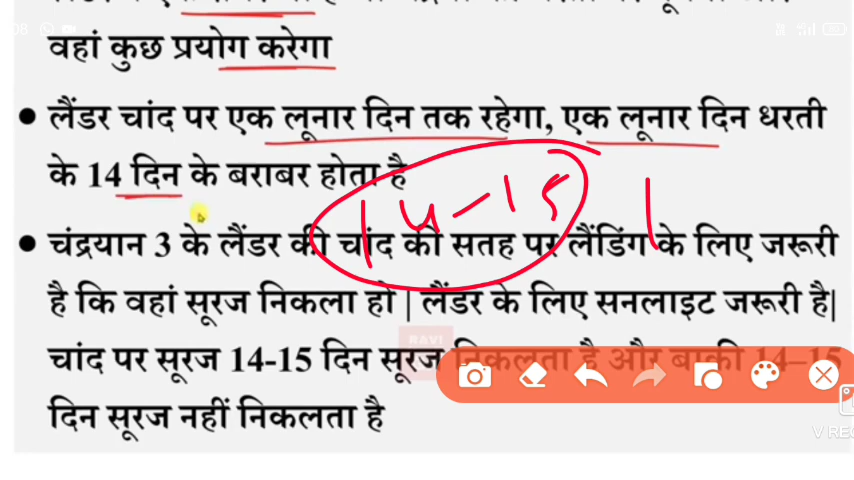 वहां कुछ प्रयोग करेगा
● लैंडर चांद पर एक लूनार दिन तक रहेगा, एक लूनार दिन धरती
के 14 दिन के बराबर होता है
14-15
● चंद्रयान 3 के लैंडर की चांद की सतह पर लैंडिंग के लिए जरूरी
है कि वहां सूरज निकला हो | लैंडर के लिए सनलाइट जरूरी है|
RAVI
चांद पर सूरज 14-15 दिन सूरज निकलता है और बाकी 14–15
दिन सूरज नहीं निकलता है
V REC